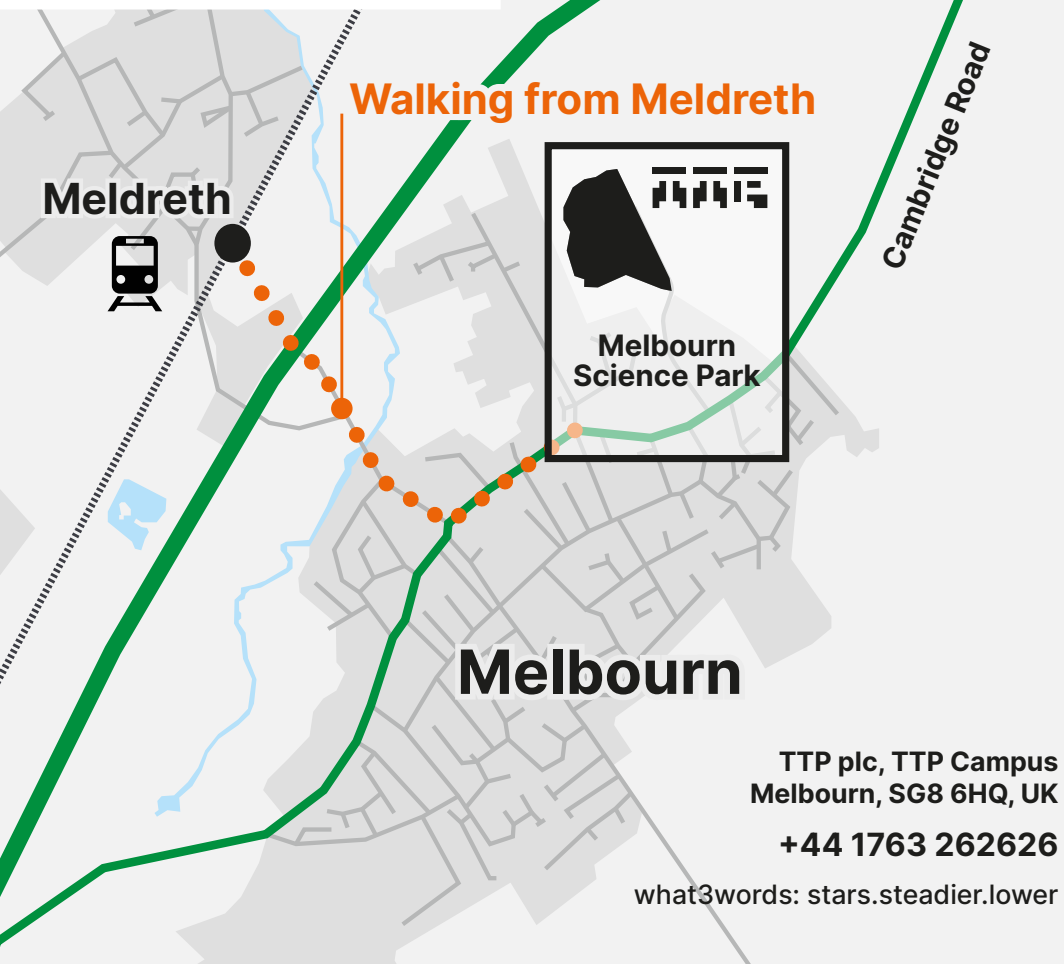 Walking from Meldreth
Cambridge Road
Meldreth
Melbourn
Science Park
Melbourn
TTP plc, TTP Campus
Melbourn, SG8 6HQ, UK
+44 1763 262626
what3words: stars.steadier.lower